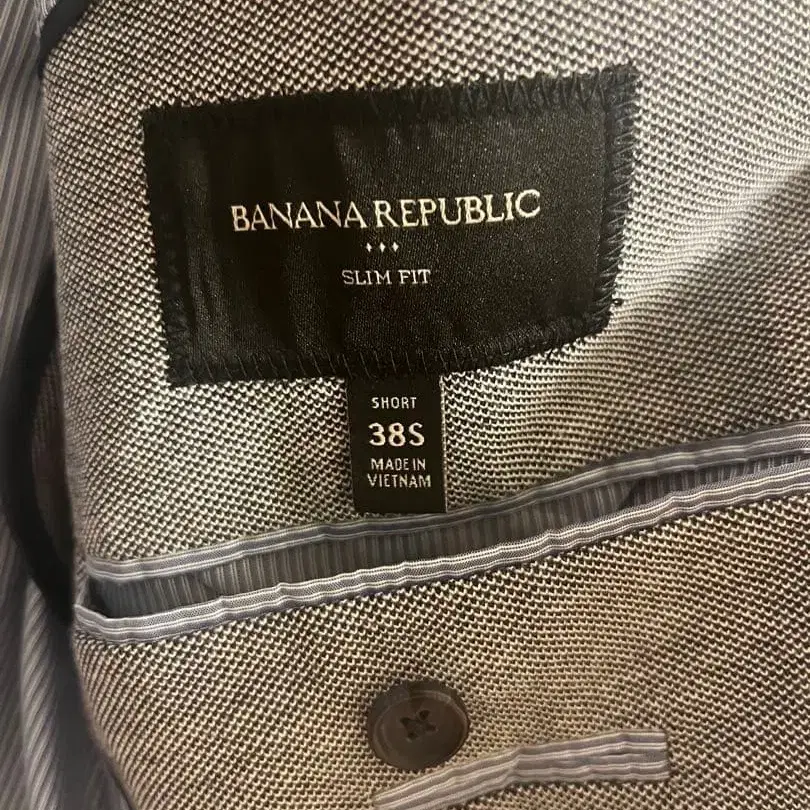 BANANA REPUBLIC
SLIM FIT
SHORT
38S
MADE IN
VIETNAM